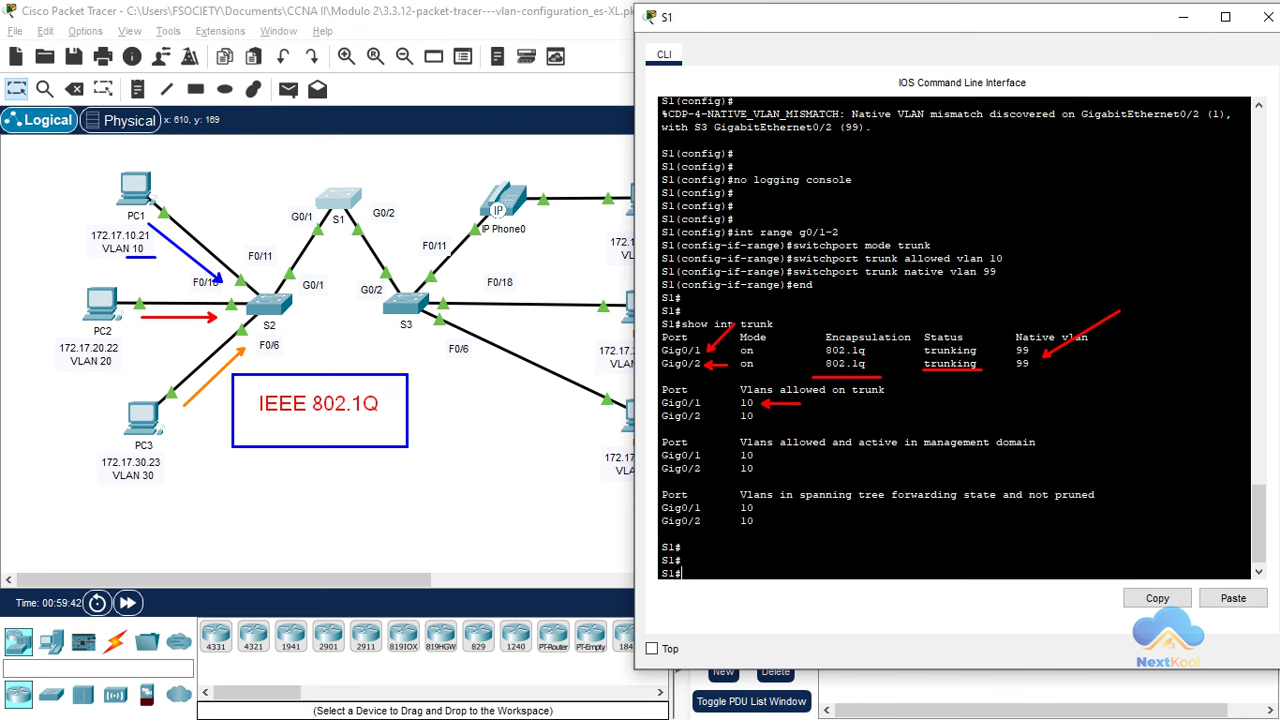 Cisco Packet Tracer - C:\Users\FSOCIETY\Documents\CCNA II\Modulo 2\3.3.12-packet-tracer---vlan-configuration_es-XL.pk
File Edit Options View Tools Extensions Window Help
Logical Physical x: 610, y: 169
PC1
172.17.10.21
VLAN 10
PC2
172.17.20.22
VLAN 20
PC3
172.17.30.23
VLAN 30
F0/11
G0/1
S2
F0/6
G0/1
S1
G0/2
G0/2
S3
F0/11
F0/18
F0/6
IP
IP Phone0
IEEE 802.1Q
Time: 00:59:42
4331 4321 1941 2901 2911 819IOX 819HGW 829 1240 PT-Router PT-Empty
(Select a Device to Drag and Drop to the Workspace)
S1
CLI
IOS Command Line Interface
S1(config)#
%CDP-4-NATIVE_VLAN_MISMATCH: Native VLAN mismatch discovered on GigabitEthernet0/2 (1),
with S3 GigabitEthernet0/2 (99).
S1(config)#
S1(config)#
S1(config)#no logging console
S1(config)#
S1(config)#
S1(config)#
S1(config)#int range g0/1-2
S1(config-if-range)#switchport mode trunk
S1(config-if-range)#switchport trunk allowed vlan 10
S1(config-if-range)#switchport trunk native vlan 99
S1(config-if-range)#end
S1#
S1#
S1#show int trunk
Port Mode Encapsulation Status Native vlan
Gig0/1 on 802.1q trunking 99
Gig0/2 on 802.1q trunking 99
Port Vlans allowed on trunk
Gig0/1 10
Gig0/2 10
Port Vlans allowed and active in management domain
Gig0/1 10
Gig0/2 10
Port Vlans in spanning tree forwarding state and not pruned
Gig0/1 10
Gig0/2 10
S1#
S1#
S1#
Copy Paste
Top
NextKool
New Delete
Toggle PDU List Window